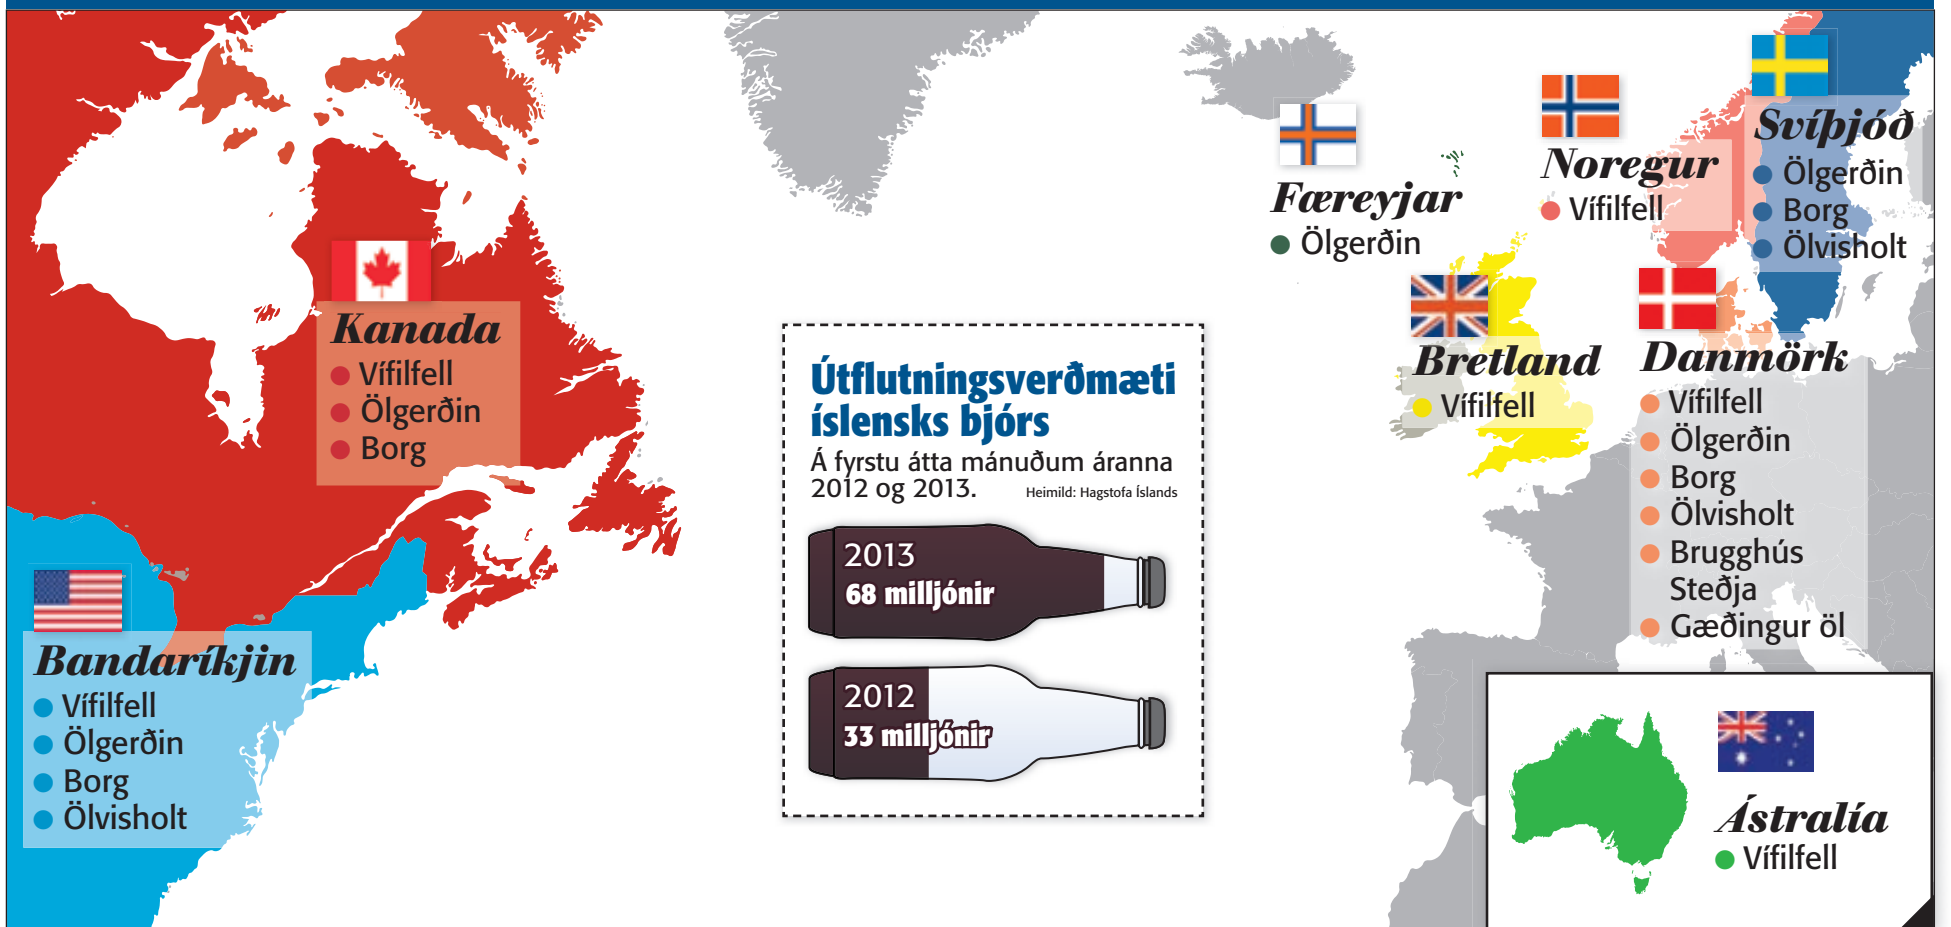 Kanada
Vífilfell
Ölgerðin
Borg
Bandaríkjin
Vífilfell
Ölgerðin
Borg
Ölvisholt
Útflutningsverðmæti
íslensks bjórs
Á fyrstu átta mánuðum áranna
2012 og 2013.
Heimild: Hagstofa Íslands
2013
68 milljónir
2012
33 milljónir
Færeyjar
Ölgerðin
Noregur
Vífilfell
Svíþjóð
Ölgerðin
Borg
Ölvisholt
Bretland
Vífilfell
Danmörk
Vífilfell
Ölgerðin
Borg
Ölvisholt
Brugghús
Steðja
Gæðingur öl
Ástralía
Vífilfell